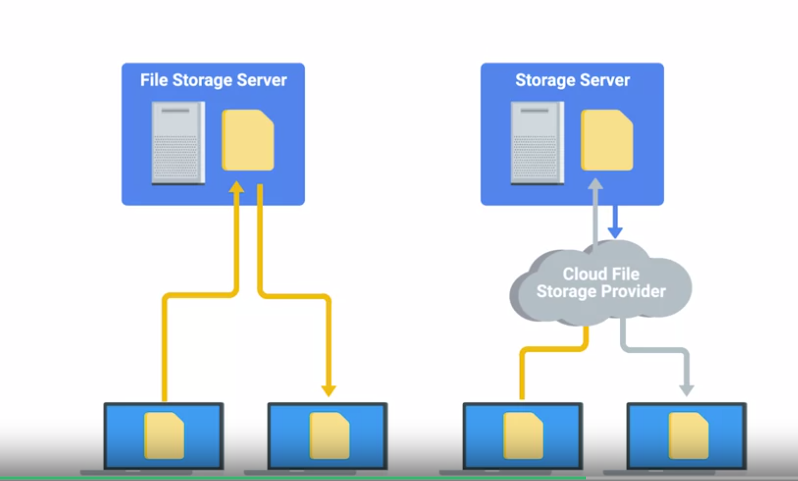 File Storage Server
Storage Server
Cloud File
Storage Provider